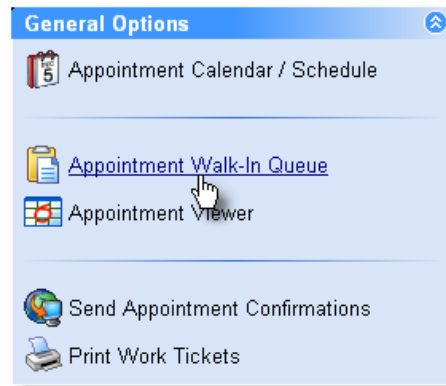 General Options
Appointment Calendar / Schedule
Appointment Walk-In Queue
Appointment Viewer
Send Appointment Confirmations
Print Work Tickets